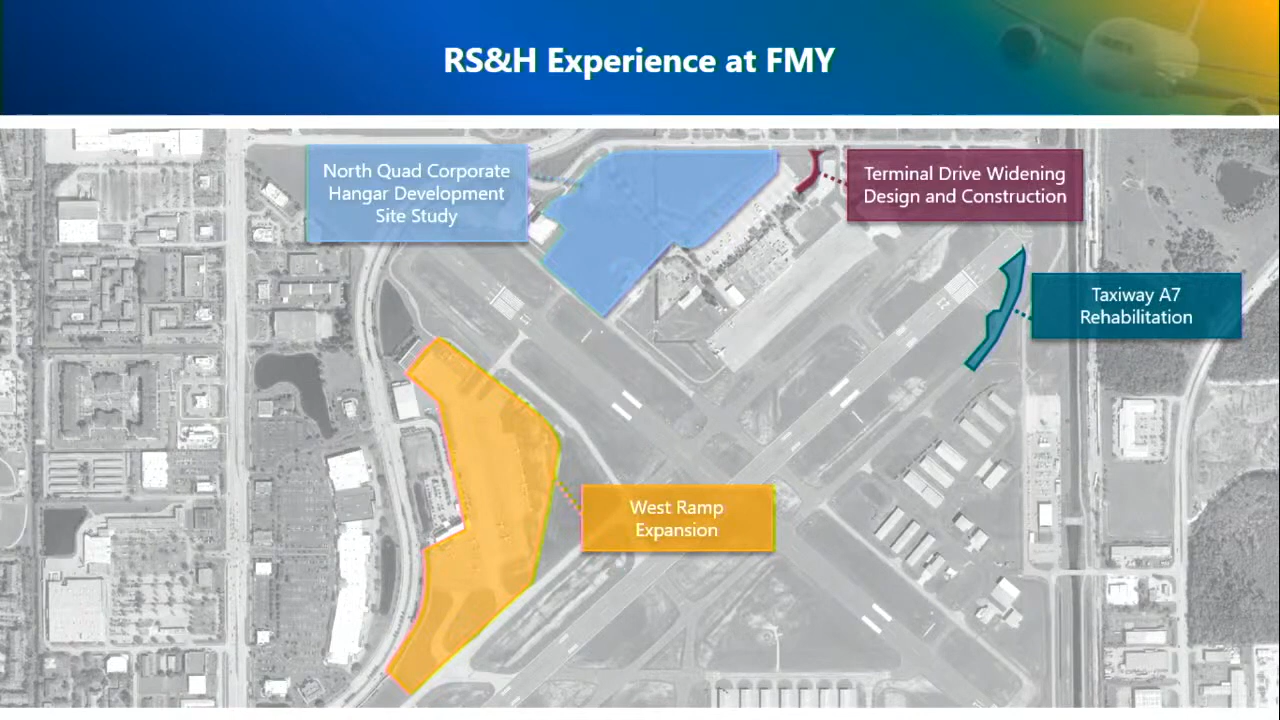 RS&H Experience at FMY
North Quad Corporate
Hangar Development
Site Study
Terminal Drive Widening
Design and Construction
Taxiway A7
Rehabilitation
West Ramp
Expansion